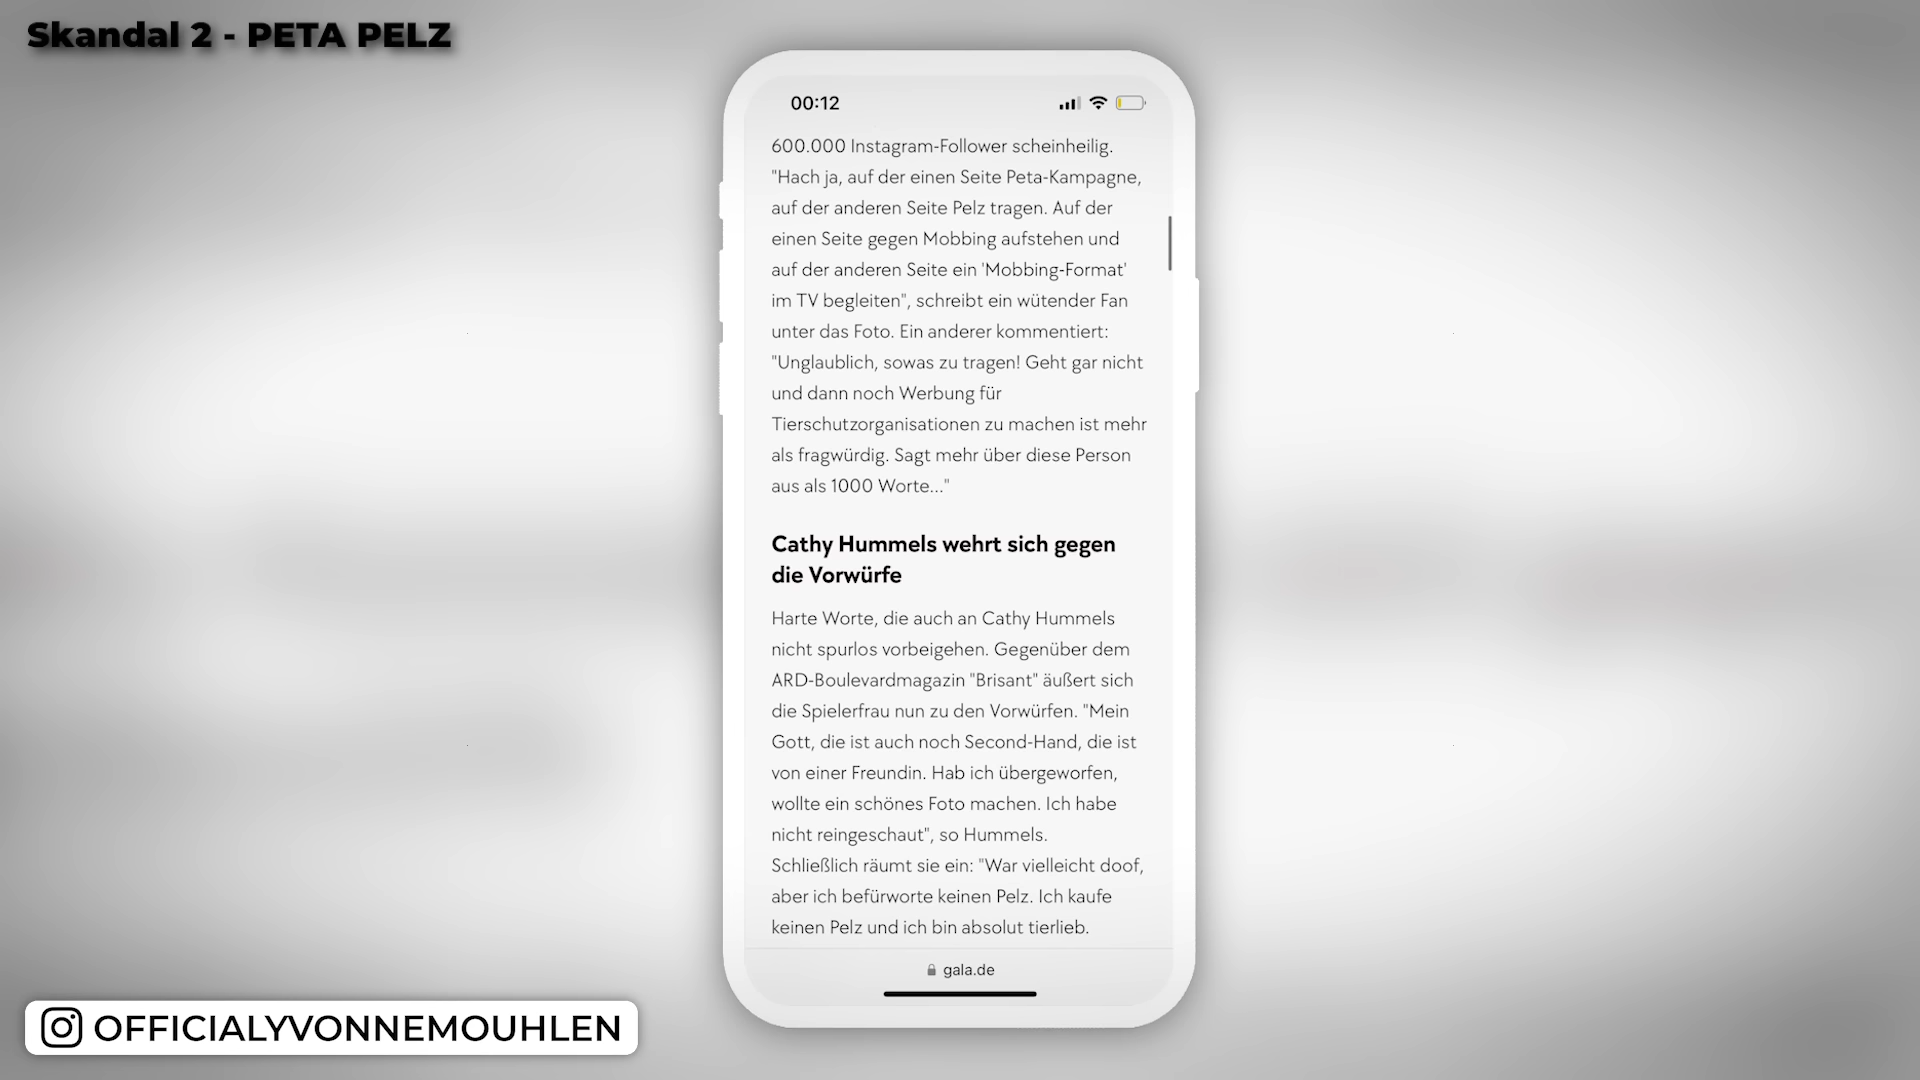 Skandal 2 - PETA PELZ
00:12
600.000 Instagram-Follower scheinheilig.
"Hach ja, auf der einen Seite Peta-Kampagne,
auf der anderen Seite Pelz tragen. Auf der
einen Seite gegen Mobbing aufstehen und
auf der anderen Seite ein 'Mobbing-Format'
im TV begleiten", schreibt ein wütender Fan
unter das Foto. Ein anderer kommentiert:
"Unglaublich, sowas zu tragen! Geht gar nicht
und dann noch Werbung für
Tierschutzorganisationen zu machen ist mehr
als fragwürdig. Sagt mehr über diese Person
aus als 1000 Worte..."
Cathy Hummels wehrt sich gegen
die Vorwürfe
Harte Worte, die auch an Cathy Hummels
nicht spurlos vorbeigehen. Gegenüber dem
ARD-Boulevardmagazin "Brisant" äußert sich
die Spielerfrau nun zu den Vorwürfen. "Mein
Gott, die ist auch noch Second-Hand, die ist
von einer Freundin. Hab ich übergeworfen,
wollte ein schönes Foto machen. Ich habe
nicht reingeschaut", so Hummels.
Schließlich räumt sie ein: "War vielleicht doof,
aber ich befürworte keinen Pelz. Ich kaufe
keinen Pelz und ich bin absolut tierlieb.
gala.de
OFFICIALYVONNEMOUHLEN